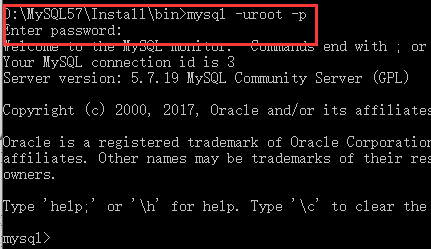 D:\MySQL57\Install\bin>mysql -uroot -p
Enter password:
Welcome to the MySQL monitor.  Commands end with ; or
Your MySQL connection id is 3
Server version: 5.7.19 MySQL Community Server (GPL)
Copyright (c) 2000, 2017, Oracle and/or its affiliates
Oracle is a registered trademark of Oracle Corporation
affiliates. Other names may be trademarks of their res
owners.
Type 'help;' or '\h' for help. Type '\c' to clear the
mysql>